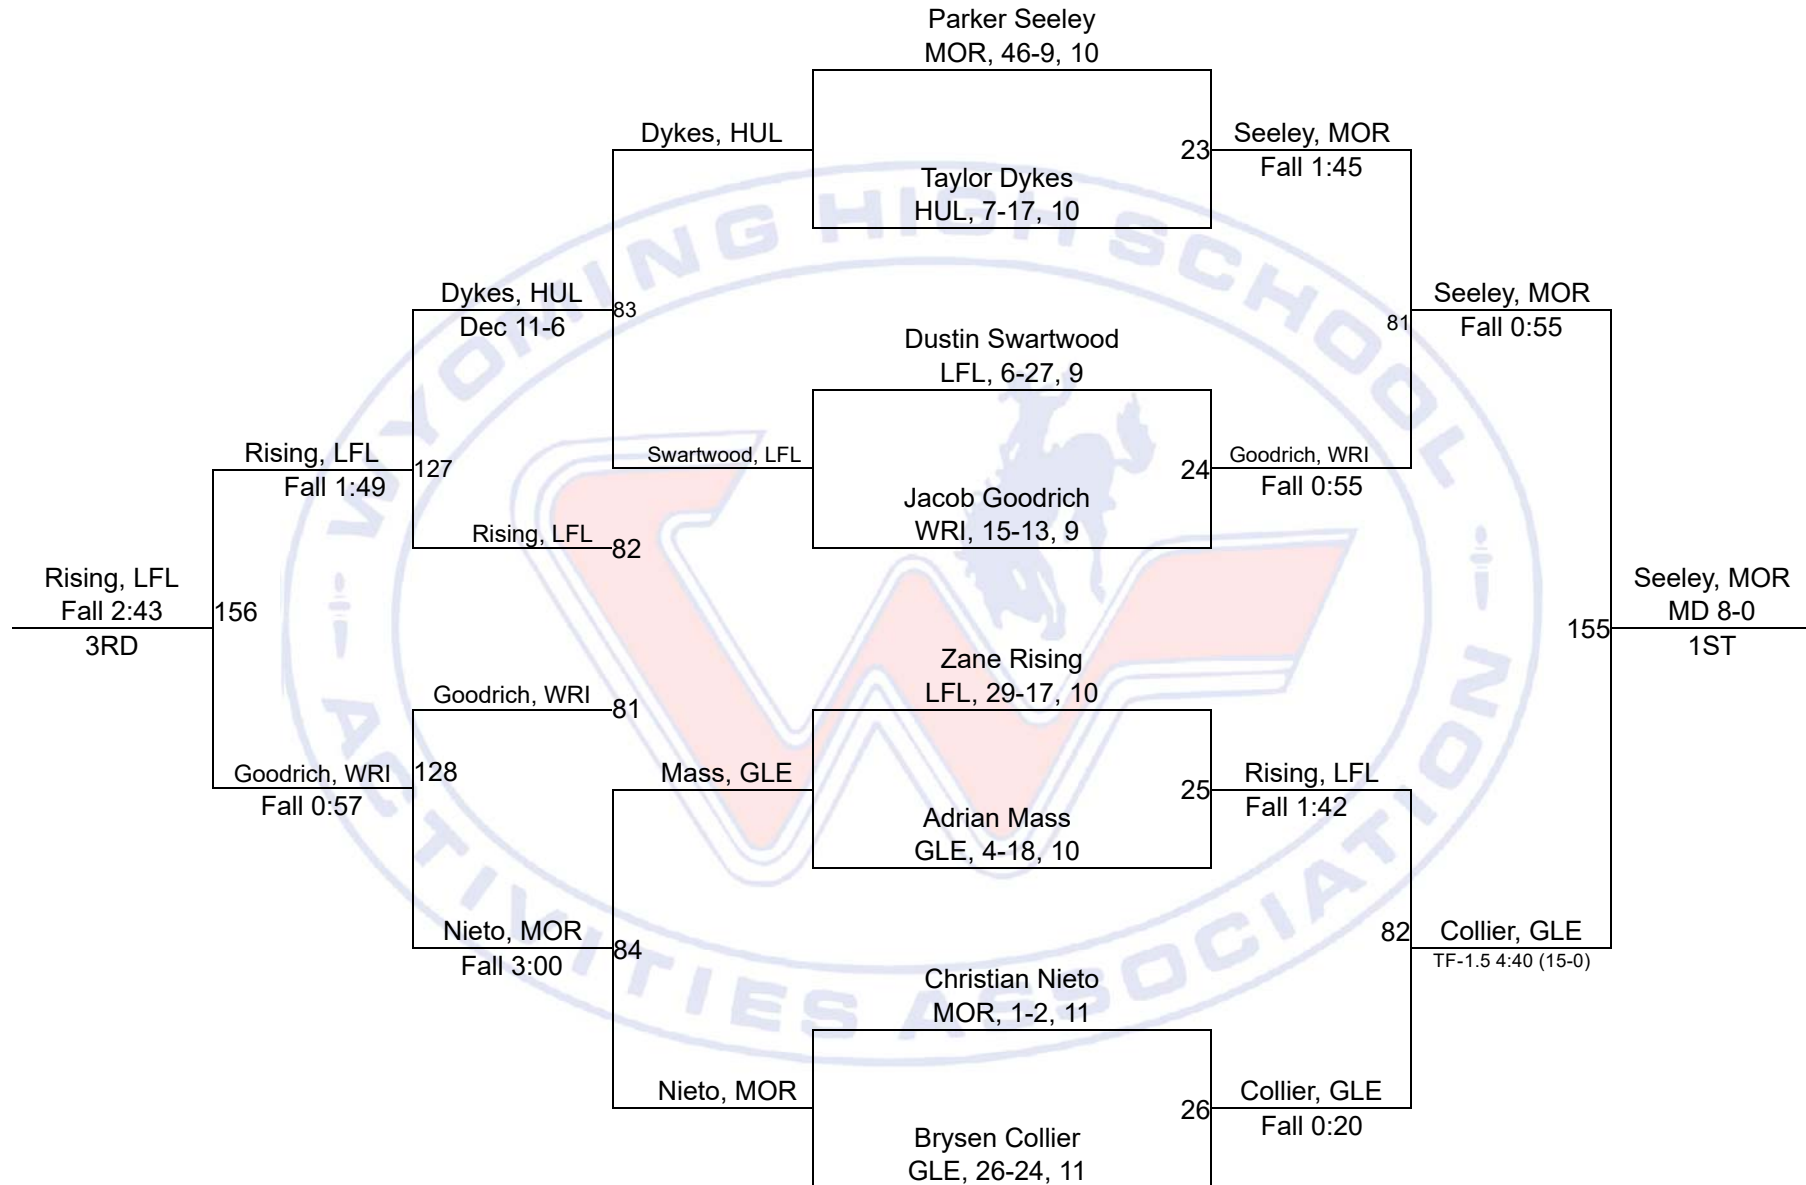 Parker Seeley
MOR, 46-9, 10
Dykes, HUL
23
Seeley, MOR
Fall 1:45
Taylor Dykes
HUL, 7-17, 10
Dykes, HUL
Dec 11-6
83
81
Seeley, MOR
Fall 0:55
Dustin Swartwood
LFL, 6-27, 9
Rising, LFL
Fall 1:49
127
Swartwood, LFL
24
Goodrich, WRI
Fall 0:55
Jacob Goodrich
WRI, 15-13, 9
Rising, LFL
82
Rising, LFL
Fall 2:43
3RD
156
155
Seeley, MOR
MD 8-0
1ST
Zane Rising
LFL, 29-17, 10
Goodrich, WRI
81
Goodrich, WRI
Fall 0:57
128
Mass, GLE
25
Rising, LFL
Fall 1:42
Adrian Mass
GLE, 4-18, 10
Nieto, MOR
Fall 3:00
84
82
Collier, GLE
TF-1.5 4:40 (15-0)
Christian Nieto
MOR, 1-2, 11
Nieto, MOR
26
Collier, GLE
Fall 0:20
Brysen Collier
GLE, 26-24, 11
WYOMING HIGH SCHOOL
ACTIVITIES ASSOCIATION